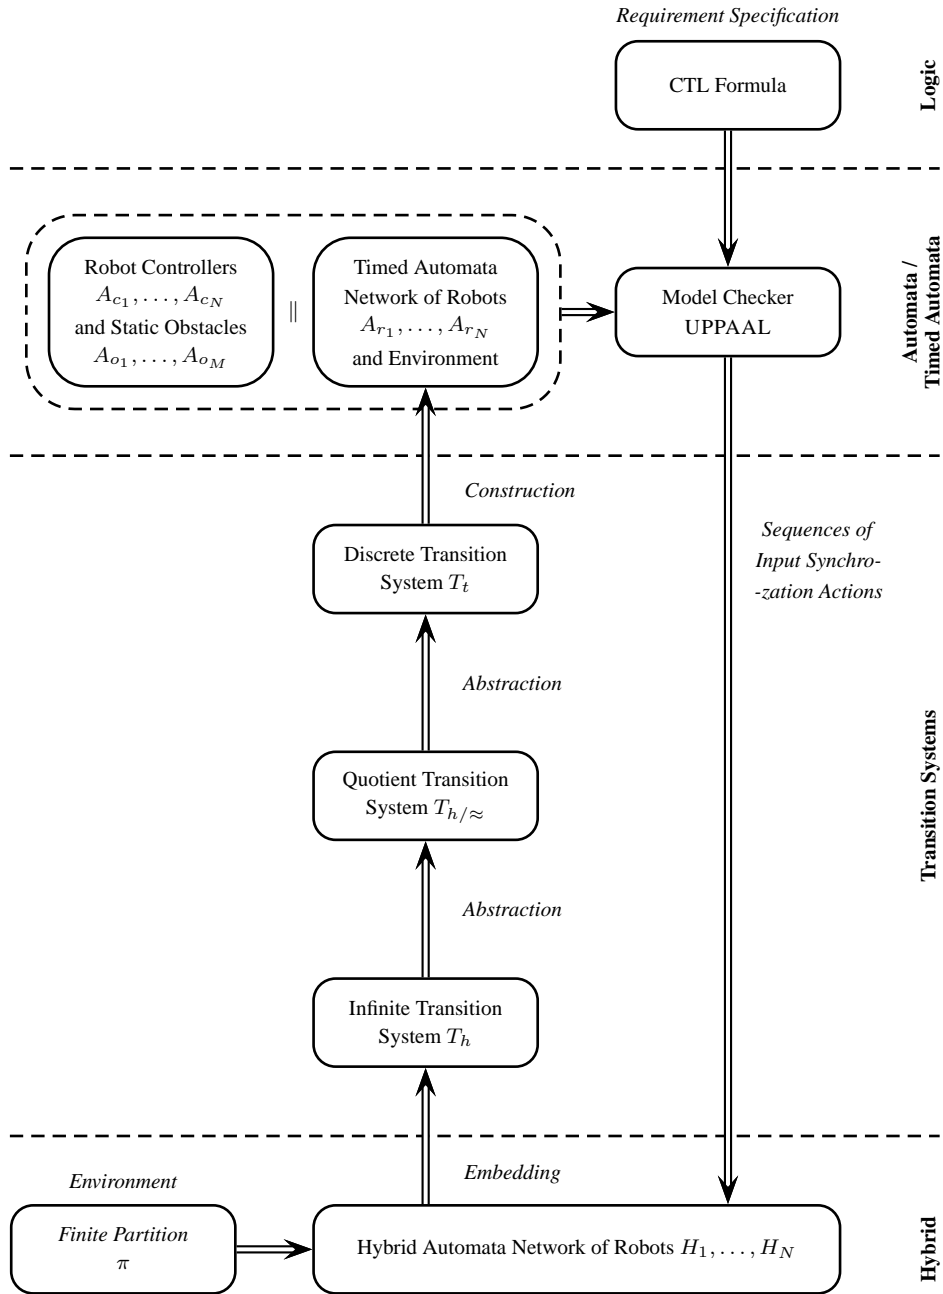 Requirement Specification
CTL Formula
Logic
Robot Controllers
A_{c_1}, . . . , A_{c_N}
and Static Obstacles
A_{o_1}, . . . , A_{o_M}
||
Timed Automata
Network of Robots
A_{r_1}, . . . , A_{r_N}
and Environment
Model Checker
UPPAAL
Automata /
Timed Automata
Construction
Discrete Transition
System T_t
Sequences of
Input Synchro-
-zation Actions
Abstraction
Quotient Transition
System T_{h/≈}
Abstraction
Infinite Transition
System T_h
Transition Systems
Embedding
Environment
Finite Partition
π
Hybrid Automata Network of Robots H_1, . . . , H_N
Hybrid